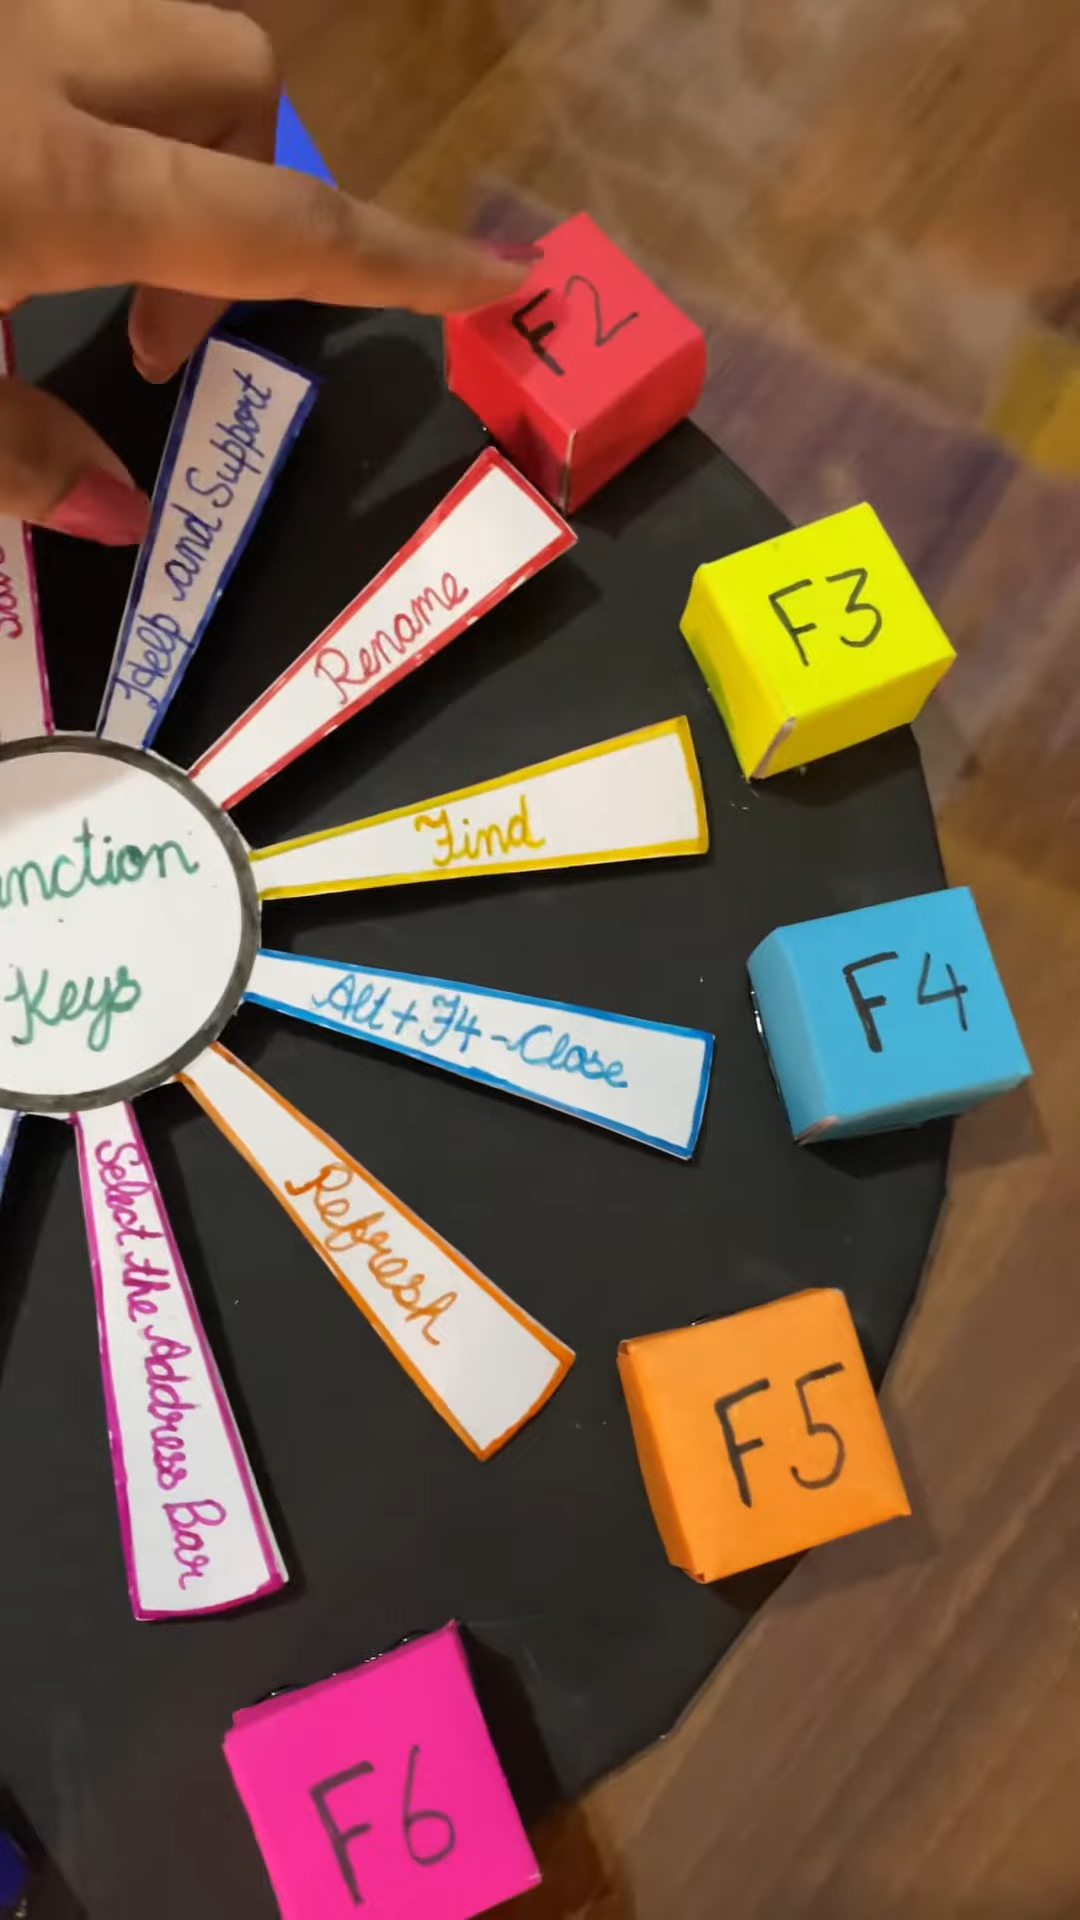 F2
Help and Support
Rename
F3
Find
Keys
Alt+F4-Close
F4
Refresh
F5
Select the Address Bar
F6